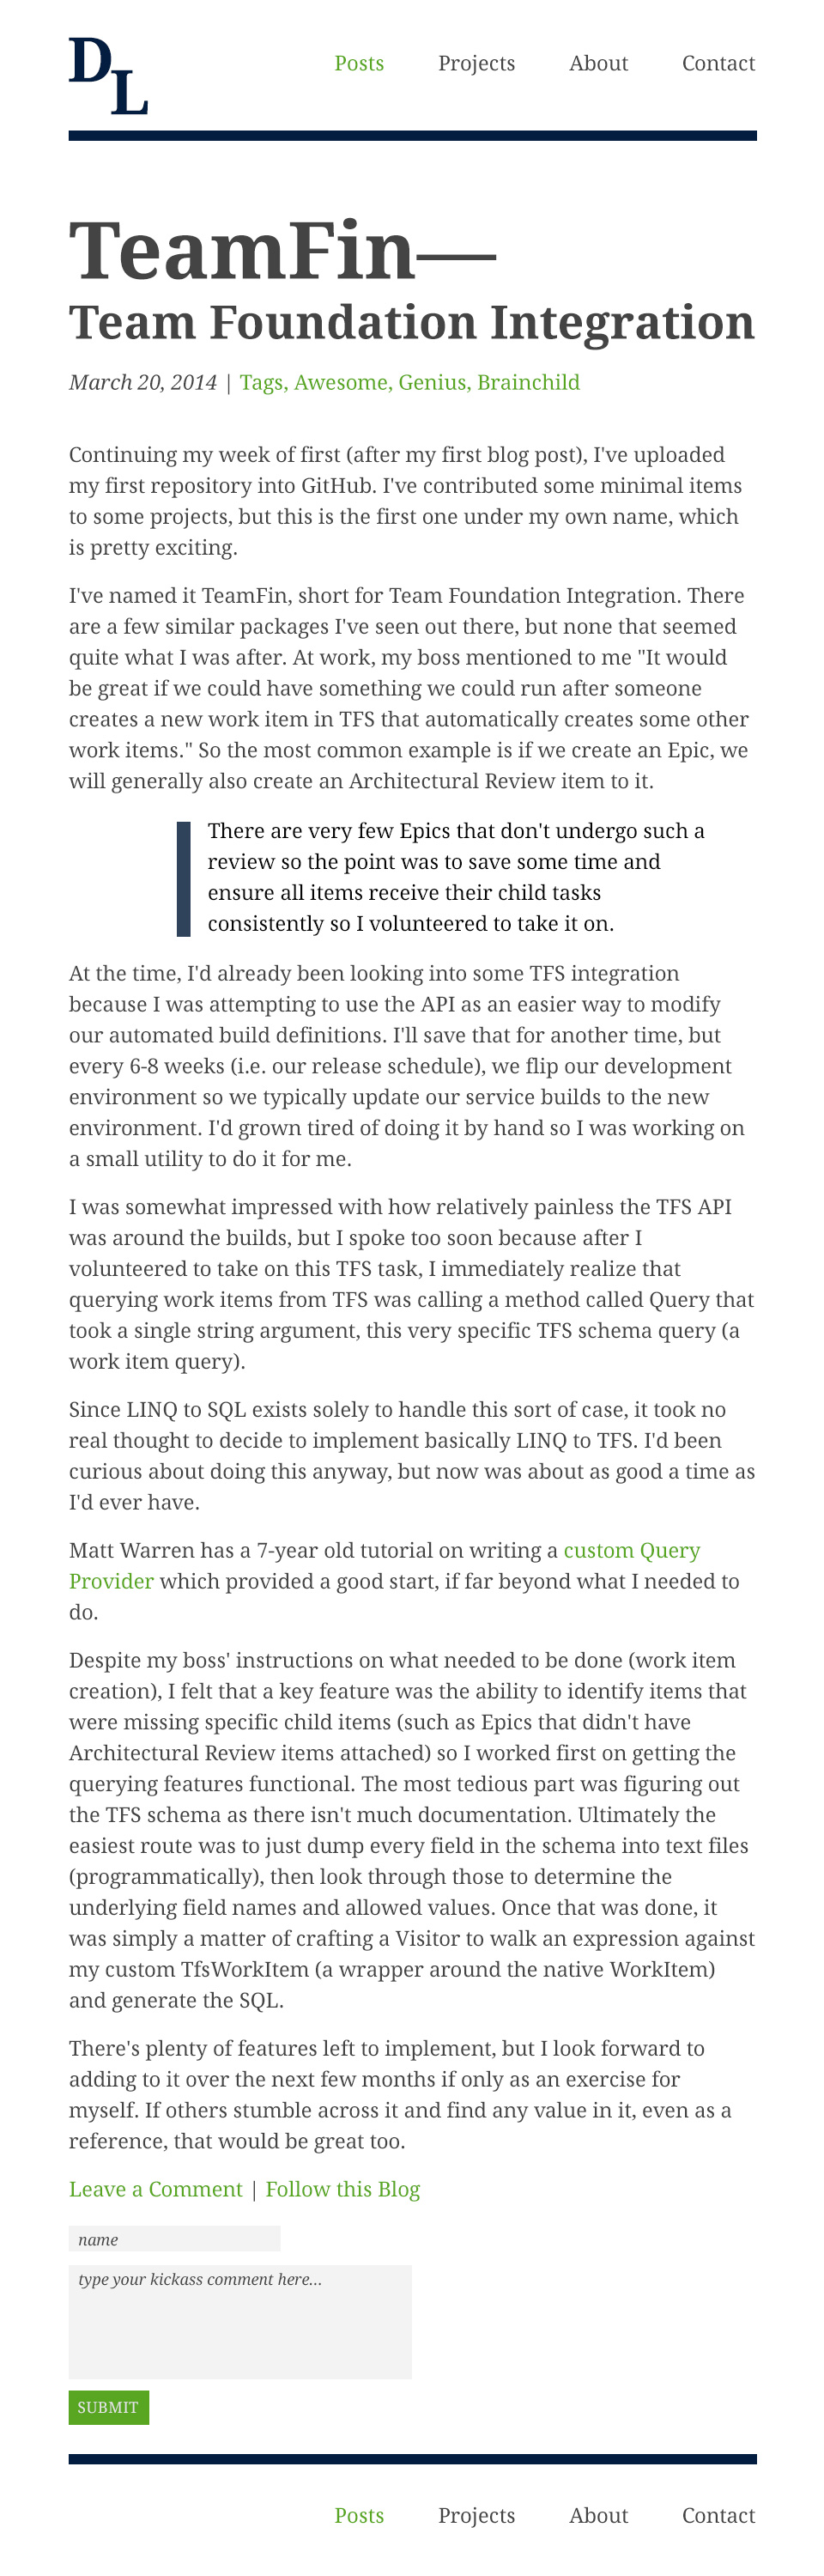 DL
Posts Projects About Contact
TeamFin—
Team Foundation Integration
March 20, 2014 | Tags, Awesome, Genius, Brainchild
Continuing my week of first (after my first blog post), I've uploaded
my first repository into GitHub. I've contributed some minimal items
to some projects, but this is the first one under my own name, which
is pretty exciting.
I've named it TeamFin, short for Team Foundation Integration. There
are a few similar packages I've seen out there, but none that seemed
quite what I was after. At work, my boss mentioned to me "It would
be great if we could have something we could run after someone
creates a new work item in TFS that automatically creates some other
work items." So the most common example is if we create an Epic, we
will generally also create an Architectural Review item to it.
There are very few Epics that don't undergo such a
review so the point was to save some time and
ensure all items receive their child tasks
consistently so I volunteered to take it on.
At the time, I'd already been looking into some TFS integration
because I was attempting to use the API as an easier way to modify
our automated build definitions. I'll save that for another time, but
every 6-8 weeks (i.e. our release schedule), we flip our development
environment so we typically update our service builds to the new
environment. I'd grown tired of doing it by hand so I was working on
a small utility to do it for me.
I was somewhat impressed with how relatively painless the TFS API
was around the builds, but I spoke too soon because after I
volunteered to take on this TFS task, I immediately realize that
querying work items from TFS was calling a method called Query that
took a single string argument, this very specific TFS schema query (a
work item query).
Since LINQ to SQL exists solely to handle this sort of case, it took no
real thought to decide to implement basically LINQ to TFS. I'd been
curious about doing this anyway, but now was about as good a time as
I'd ever have.
Matt Warren has a 7-year old tutorial on writing a custom Query
Provider which provided a good start, if far beyond what I needed to
do.
Despite my boss' instructions on what needed to be done (work item
creation), I felt that a key feature was the ability to identify items that
were missing specific child items (such as Epics that didn't have
Architectural Review items attached) so I worked first on getting the
querying features functional. The most tedious part was figuring out
the TFS schema as there isn't much documentation. Ultimately the
easiest route was to just dump every field in the schema into text files
(programmatically), then look through those to determine the
underlying field names and allowed values. Once that was done, it
was simply a matter of crafting a Visitor to walk an expression against
my custom TfsWorkItem (a wrapper around the native WorkItem)
and generate the SQL.
There's plenty of features left to implement, but I look forward to
adding to it over the next few months if only as an exercise for
myself. If others stumble across it and find any value in it, even as a
reference, that would be great too.
Leave a Comment | Follow this Blog
name
type your kickass comment here...
SUBMIT
Posts Projects About Contact